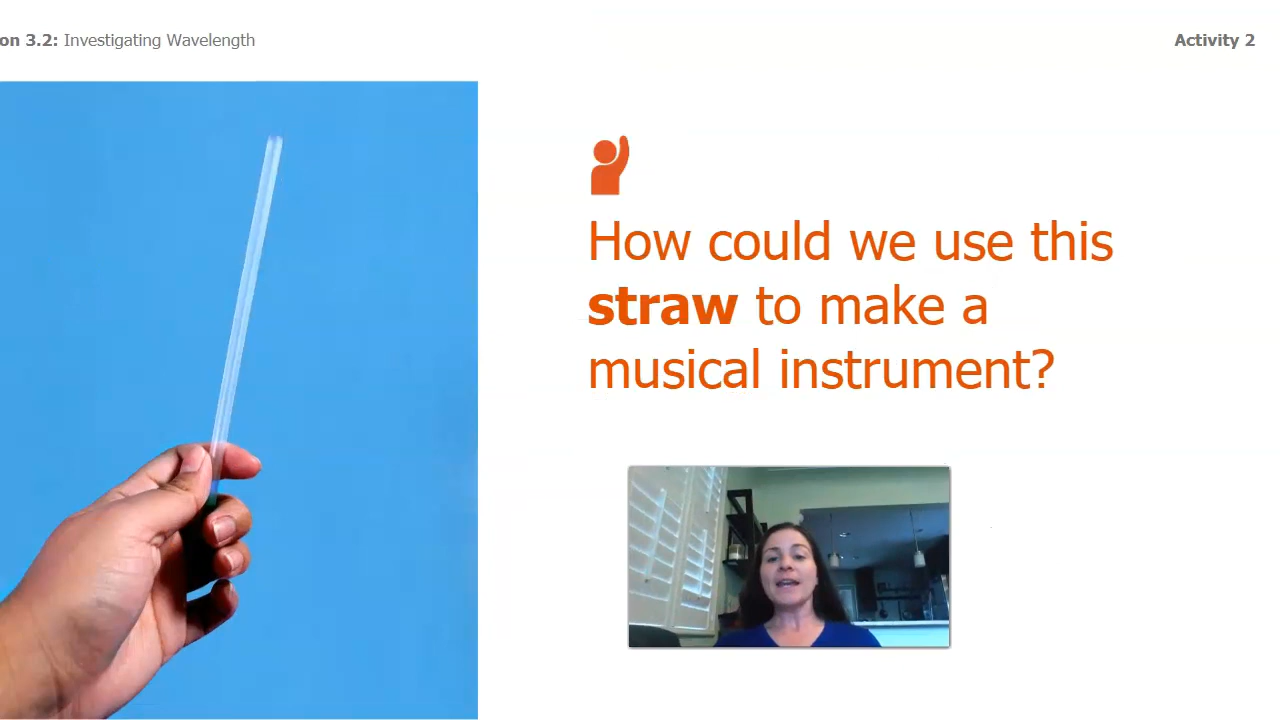 on 3.2: Investigating Wavelength
Activity 2
How could we use this
straw to make a
musical instrument?